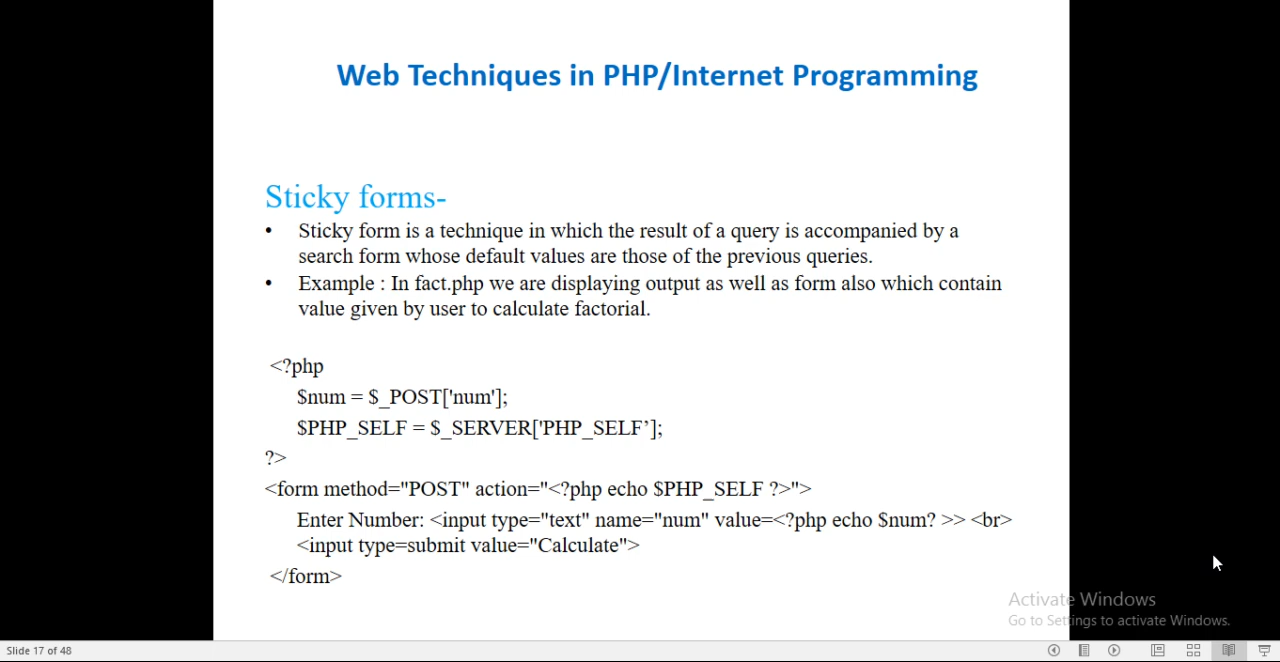 Web Techniques in PHP/Internet Programming
Sticky forms-
• Sticky form is a technique in which the result of a query is accompanied by a
search form whose default values are those of the previous queries.
• Example : In fact.php we are displaying output as well as form also which contain
value given by user to calculate factorial.
<?php
$num = $_POST['num'];
$PHP_SELF = $_SERVER['PHP_SELF’];
?>
<form method="POST" action="<?php echo $PHP_SELF ?>">
Enter Number: <input type="text" name="num" value=<?php echo $num? >> <br>
<input type=submit value="Calculate">
</form>
Activate Windows
Go to Settings to activate Windows.
Slide 17 of 48